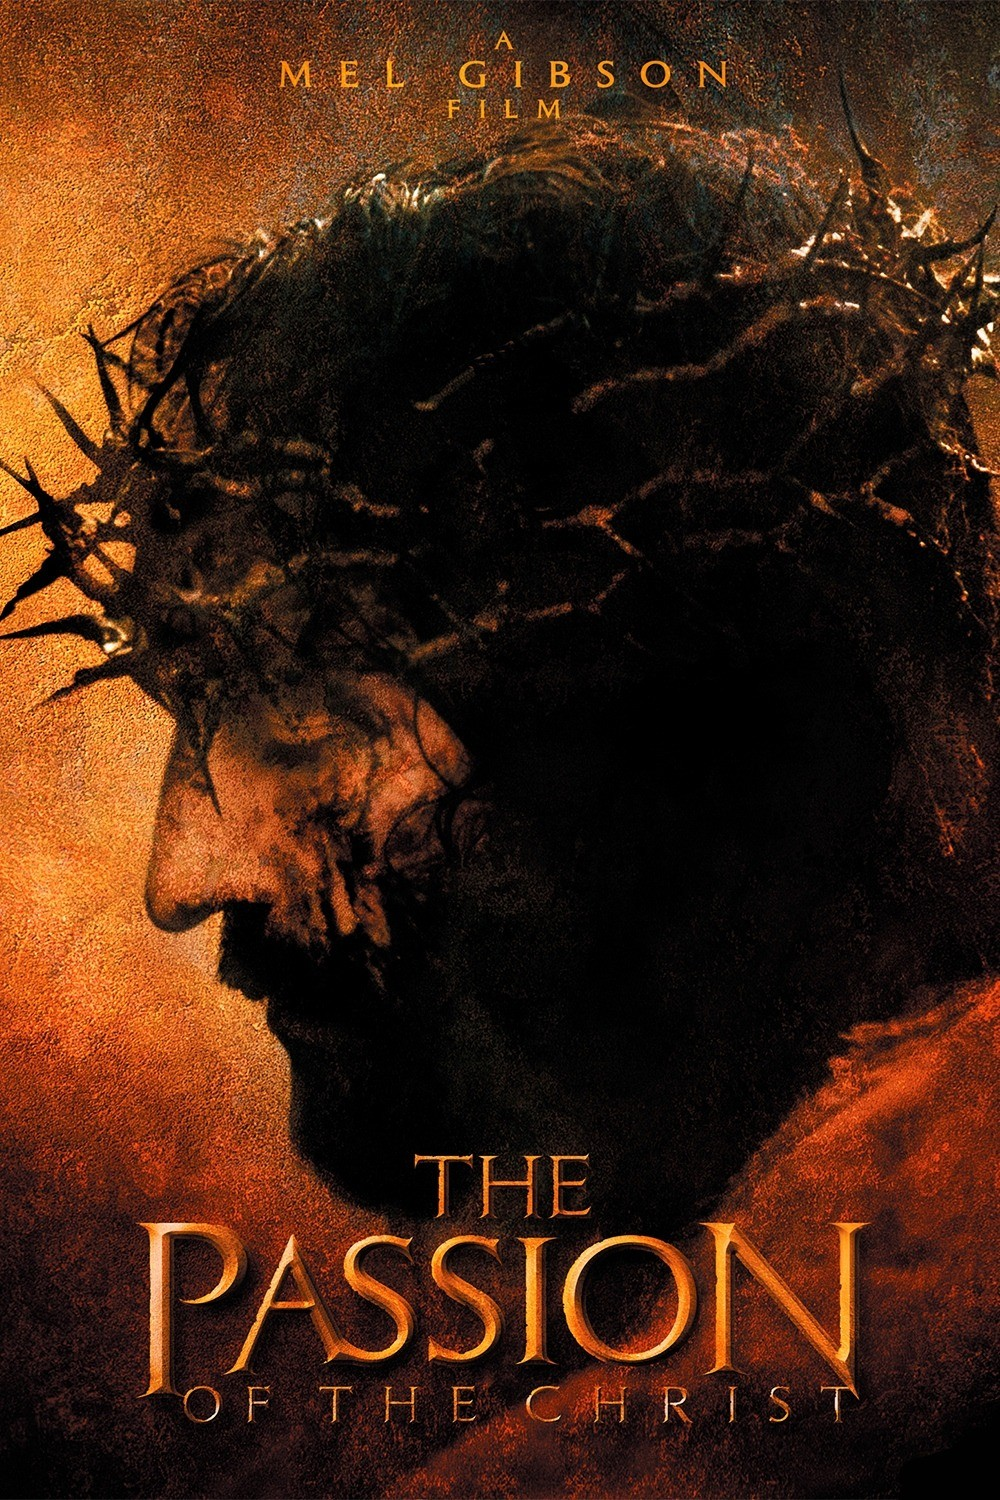 A
MEL GIBSON
FILM
THE
PASSION
OF THE CHRIST